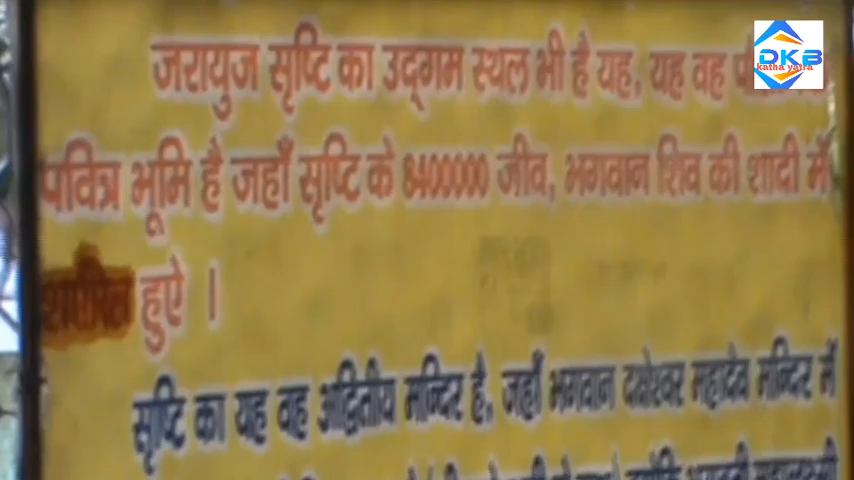 DKB
katha yatra
जरायुज सृष्टि का उद्गम स्थल भी है यह, यह वह
पवित्र भूमि है जहाँ सृष्टि के 8400000 जीव, भगवान शिव की शादी में
हुऐ ।
सृष्टि का यह वह अद्वितीय मन्दिर है, जहाँ भगवान दक्षेश्वर महादेव मन्दिर में